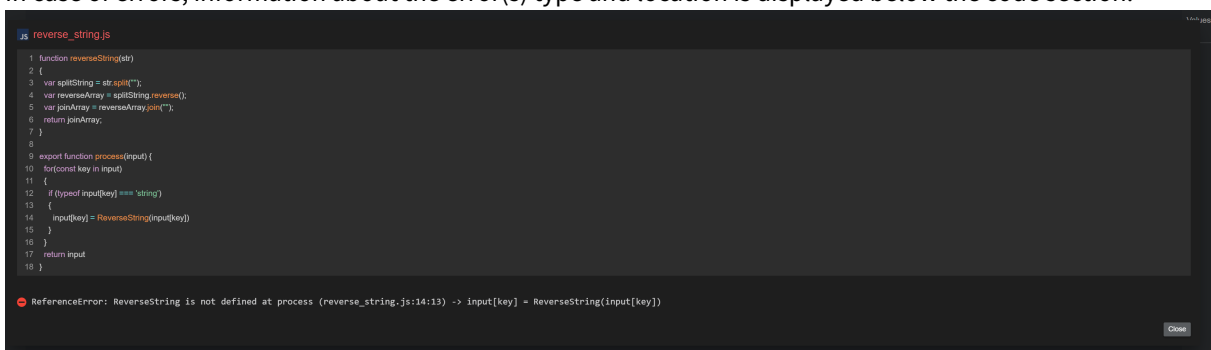 In case of errors, information about the error(s) type and location is displayed below the code section.
JS reverse_string.js
1 function reverseString(str)
2 {
3 var splitString = str.split("");
4 var reverseArray = splitString.reverse();
5 var joinArray = reverseArray.join("");
6 return joinArray;
7 }
8
9 export function process(input) {
10 for(const key in input)
11 {
12 if (typeof input[key] === 'string')
13 {
14 input[key] = ReverseString(input[key])
15 }
16 }
17 return input
18 }
ReferenceError: ReverseString is not defined at process (reverse_string.js:14:13) -> input[key] = ReverseString(input[key])
Close